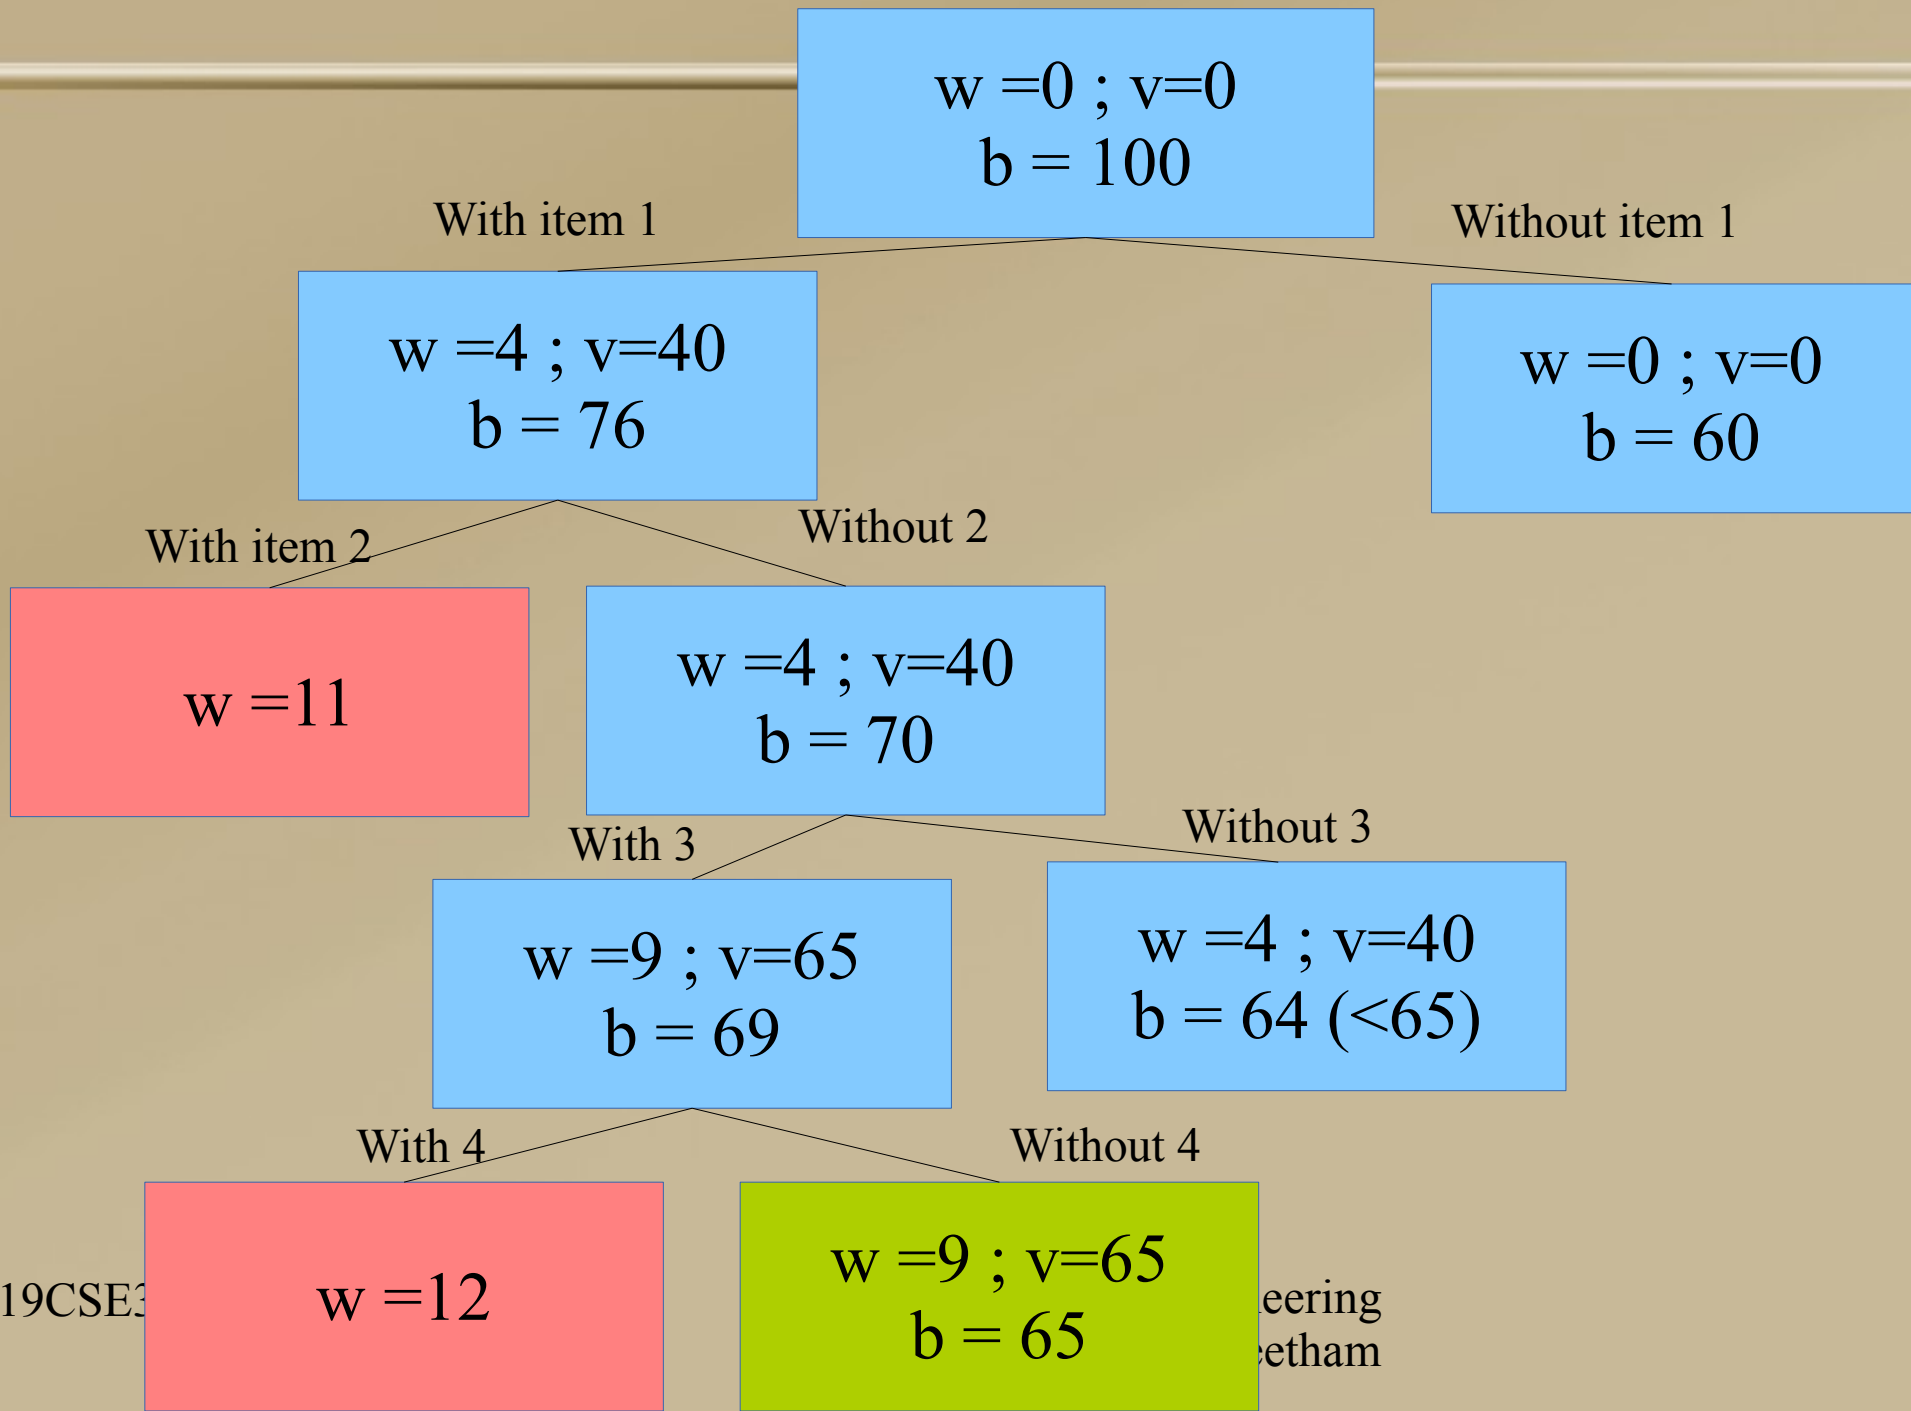 w =0 ; v=0
b = 100
With item 1
Without item 1
w =4 ; v=40
b = 76
w =0 ; v=0
b = 60
With item 2
Without 2
w =11
w =4 ; v=40
b = 70
With 3
Without 3
w =9 ; v=65
b = 69
w =4 ; v=40
b = 64 (<65)
With 4
Without 4
w =12
w =9 ; v=65
b = 65